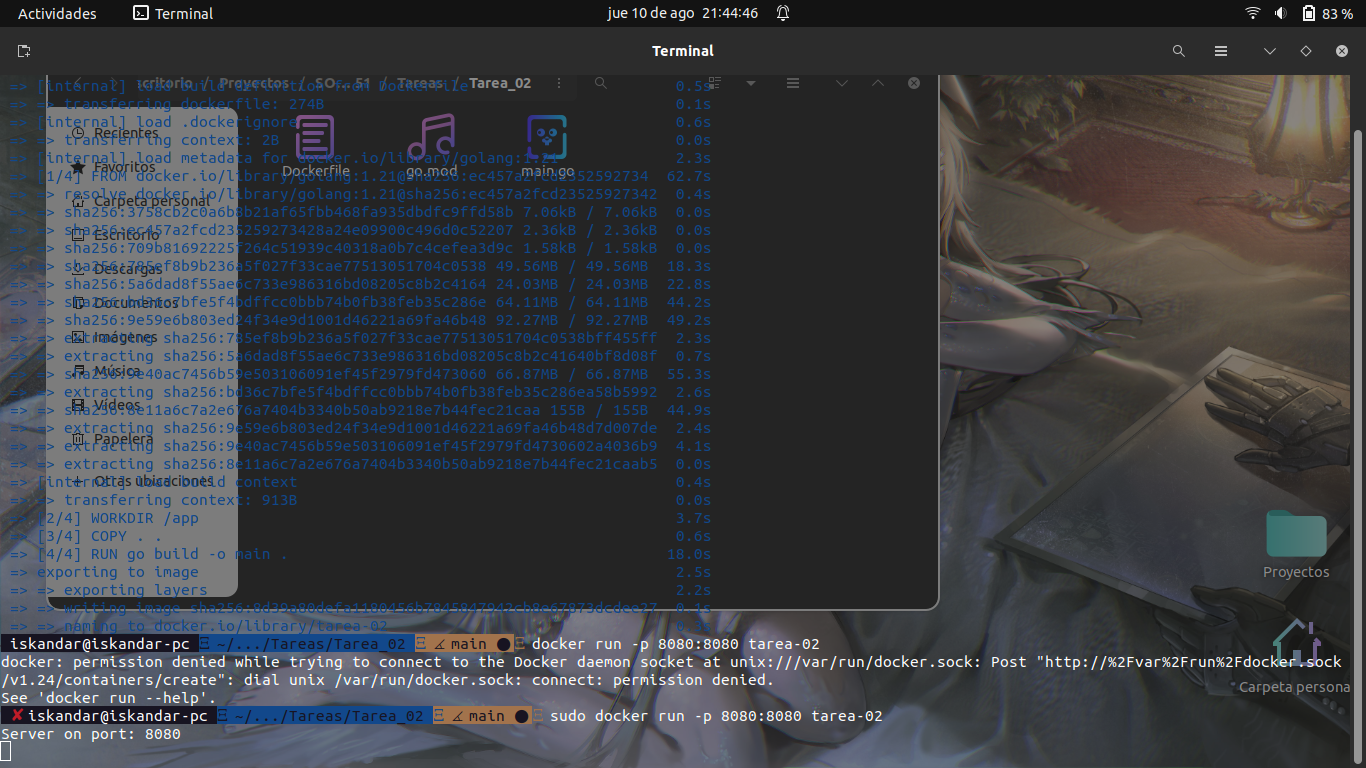 Actividades Terminal jue 10 de ago 21:44:46 83 %
Terminal
critorio / Proyectos / SO... 51 / Tareas / Tarea_02
Recientes
Favoritos
Carpeta personal
Escritorio
Descargas
Documentos
Imágenes
Música
Vídeos
Papelera
Otras ubicaciones
Dockerfile
go.mod
main.go
=> [internal] load build definition from Dockerfile 0.5s
=> => transferring dockerfile: 274B 0.1s
=> [internal] load .dockerignore 0.6s
=> => transferring context: 2B 0.0s
=> [internal] load metadata for docker.io/library/golang:1.21 2.3s
=> [1/4] FROM docker.io/library/golang:1.21@sha256:ec457a2fcd2352592734 62.7s
=> => resolve docker.io/library/golang:1.21@sha256:ec457a2fcd23525927342 0.4s
=> => sha256:3758cb2c0a6b8b21af65fbb468fa935dbdfc9ffd58b 7.06kB / 7.06kB 0.0s
=> => sha256:ec457a2fcd235259273428a24e09900c496d0c52207 2.36kB / 2.36kB 0.0s
=> => sha256:709b81692225f264c51939c40318a0b7c4cefea3d9c 1.58kB / 1.58kB 0.0s
=> => sha256:785ef8b9b236a5f027f33cae77513051704c0538 49.56MB / 49.56MB 18.3s
=> => sha256:5a6dad8f55ae6c733e986316bd08205c8b2c4164 24.03MB / 24.03MB 22.8s
=> => sha256:bd36c7bfe5f4bdffcc0bbb74b0fb38feb35c286e 64.11MB / 64.11MB 44.2s
=> => sha256:9e59e6b803ed24f34e9d1001d46221a69fa46b48 92.27MB / 92.27MB 49.2s
=> => extracting sha256:785ef8b9b236a5f027f33cae77513051704c0538bff455ff 2.3s
=> => extracting sha256:5a6dad8f55ae6c733e986316bd08205c8b2c41640bf8d08f 0.7s
=> => sha256:9e40ac7456b59e503106091ef45f2979fd473060 66.87MB / 66.87MB 55.3s
=> => extracting sha256:bd36c7bfe5f4bdffcc0bbb74b0fb38feb35c286ea58b5992 2.6s
=> => sha256:8e11a6c7a2e676a7404b3340b50ab9218e7b44fec21caa 155B / 155B 44.9s
=> => extracting sha256:9e59e6b803ed24f34e9d1001d46221a69fa46b48d7d007de 2.4s
=> => extracting sha256:9e40ac7456b59e503106091ef45f2979fd4730602a4036b9 4.1s
=> => extracting sha256:8e11a6c7a2e676a7404b3340b50ab9218e7b44fec21caab5 0.0s
=> [internal] load build context 0.4s
=> => transferring context: 913B 0.0s
=> [2/4] WORKDIR /app 3.7s
=> [3/4] COPY . . 0.6s
=> [4/4] RUN go build -o main . 18.0s
=> exporting to image 2.5s
=> => exporting layers 2.2s
=> => writing image 0.1s
=> => naming to docker.io/library/tarea-02
iskandar@iskandar-pc ~/.../Tareas/Tarea_02 main ● docker run -p 8080:8080 tarea-02
docker: permission denied while trying to connect to the Docker daemon socket at unix:///var/run/docker.sock: Post "http://%2Fvar%2Frun%2Fdocker.sock
/v1.24/containers/create": dial unix /var/run/docker.sock: connect: permission denied.
See 'docker run --help'.
✘ iskandar@iskandar-pc ~/.../Tareas/Tarea_02 main ● sudo docker run -p 8080:8080 tarea-02
Server on port: 8080
Proyectos
Carpeta persona